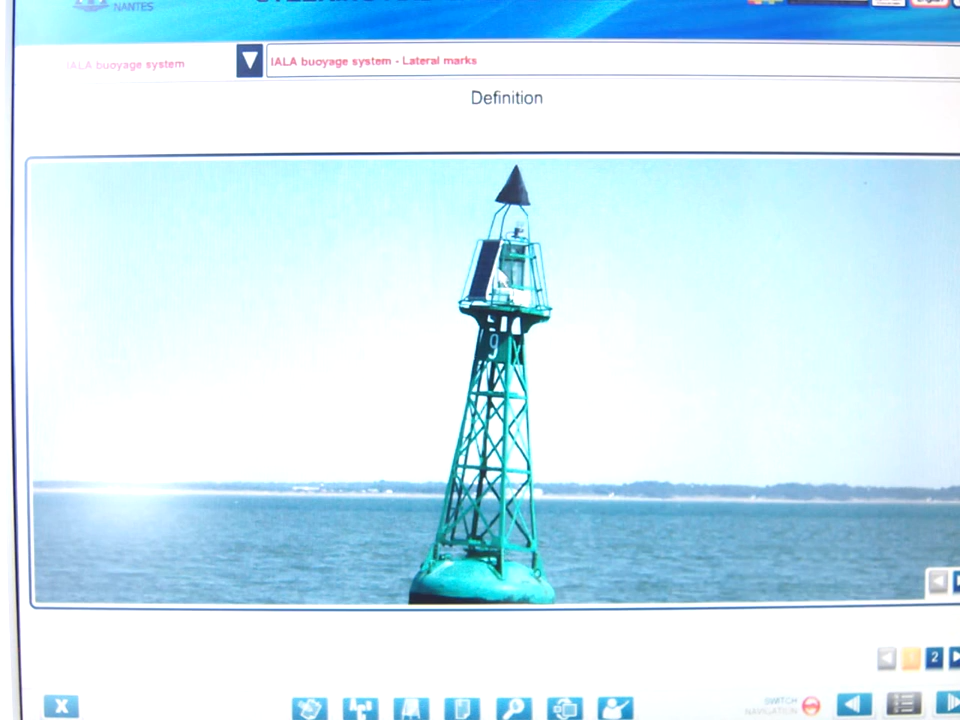 NANTES
IALA buoyage system
IALA buoyage system - Lateral marks
Definition
9
2
X
SWITCH
NAVIGATION